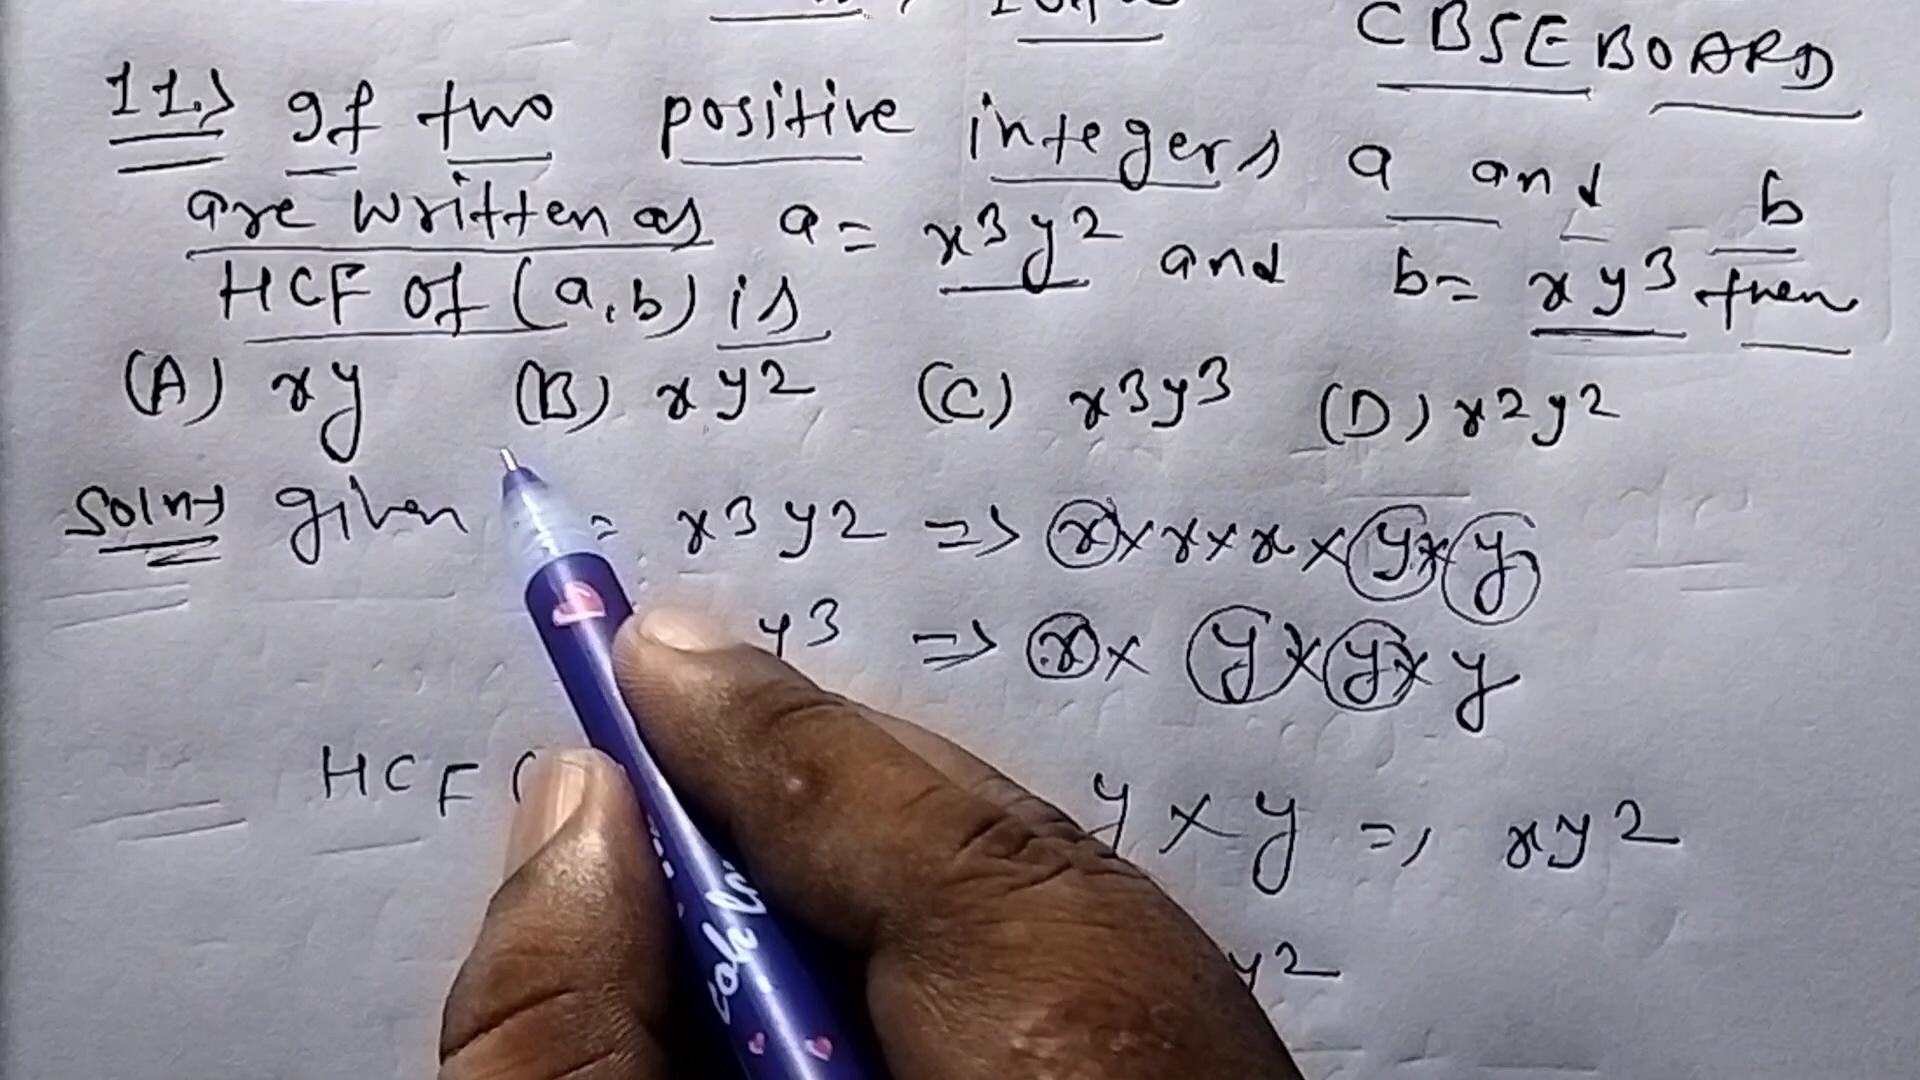 CBSE BOARD
11.) If two positive integers a and b
are written as a = x3y2 and b = xy3 then
HCF of (a,b) is
(A) xy (B) xy2 (C) x3y3 (D) x2y2
Soln→ given = x3y2 => x×x×x×y×y
y3 => x×y×y×y
HCF ( y×y => xy2
y2